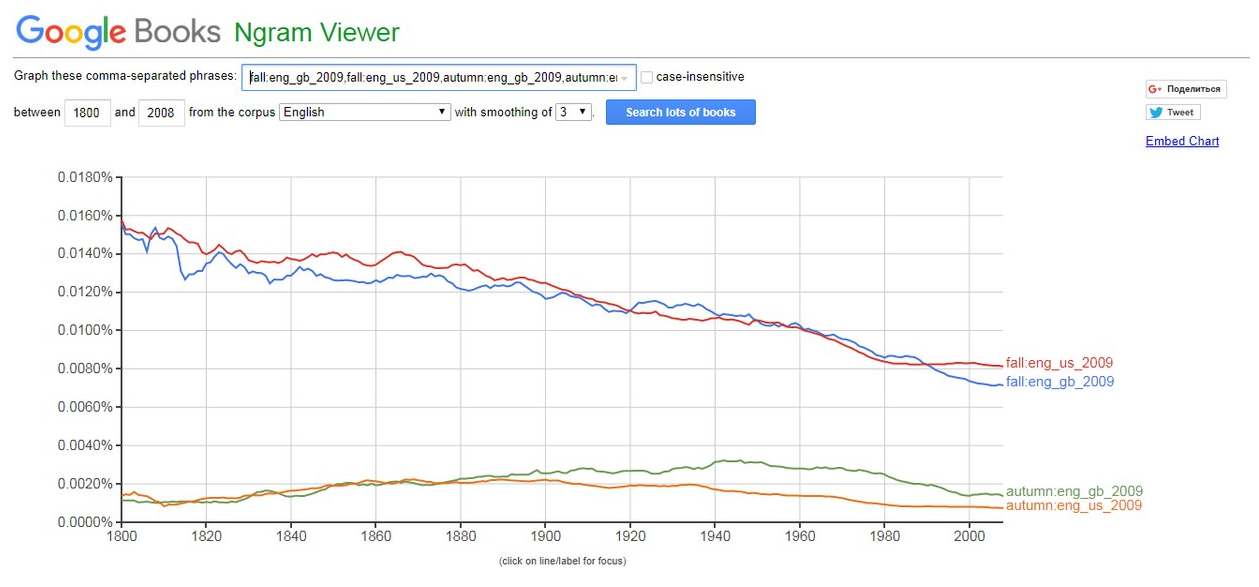 Google Books Ngram Viewer
Graph these comma-separated phrases: fall:eng_gb_2009,fall:eng_us_2009,autumn:eng_gb_2009,autumn:e case-insensitive
between 1800 and 2008 from the corpus English with smoothing of 3 . Search lots of books
G+ Поделиться
Tweet
Embed Chart
0.0180%
0.0160%
0.0140%
0.0120%
0.0100%
0.0080%
0.0060%
0.0040%
0.0020%
0.0000%
fall:eng_us_2009
fall:eng_gb_2009
autumn:eng_gb_2009
autumn:eng_us_2009
1800 1820 1840 1860 1880 1900 1920 1940 1960 1980 2000
(click on line/label for focus)